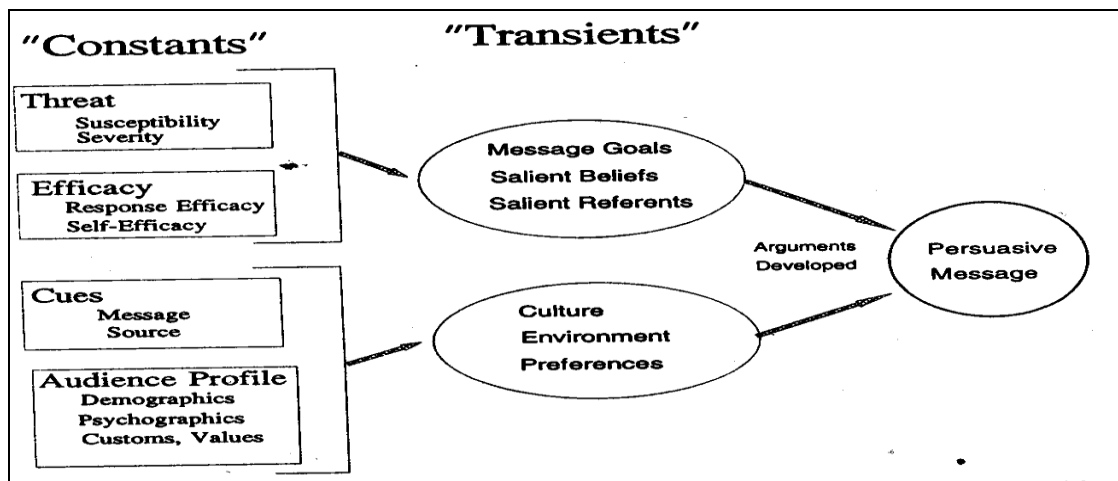 "Constants"
"Transients"
Threat
Susceptibility
Severity
Efficacy
Response Efficacy
Self-Efficacy
Cues
Message
Source
Audience Profile
Demographics
Psychographics
Customs, Values
Message Goals
Salient Beliefs
Salient Referents
Culture
Environment
Preferences
Arguments
Developed
Persuasive
Message